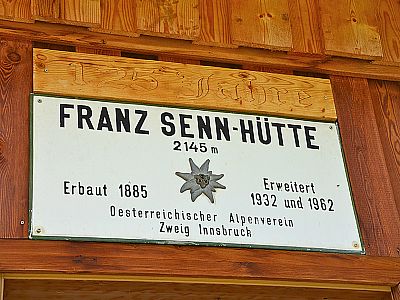 125 Jahre
FRANZ SENN-HÜTTE
2145 m
Erbaut 1885
Erweitert
1932 und 1962
Oesterreichischer Alpenverein
Zweig Innsbruck